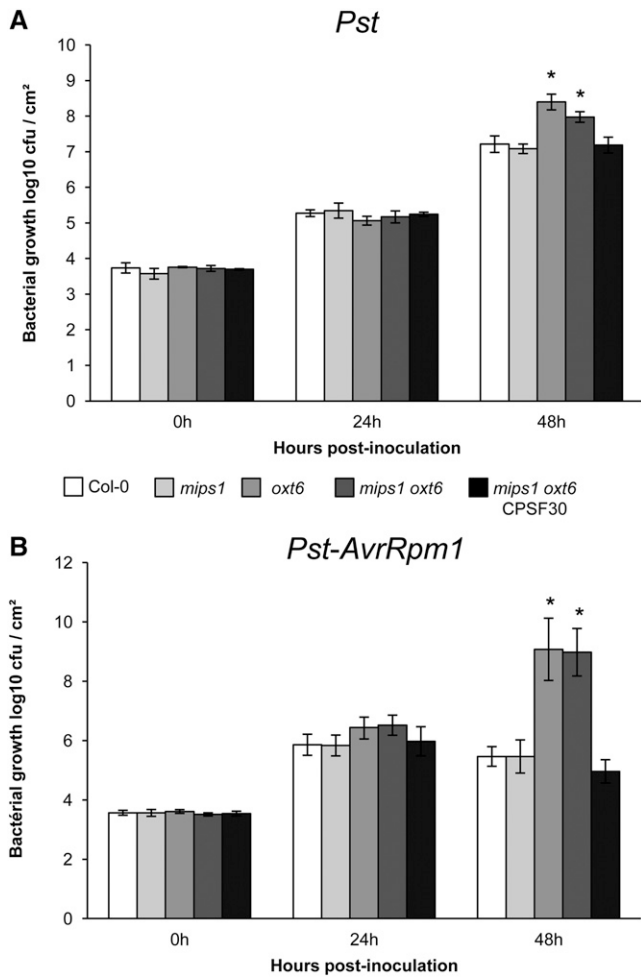 A
Pst
Bacterial growth log10 cfu / cm²
10
9
8
7
6
5
4
3
2
1
0
* *
0h 24h 48h
Hours post-inoculation
Col-0 mips1 oxt6 mips1 oxt6 mips1 oxt6
CPSF30
B
Pst-AvrRpm1
Bactérial growth log10 cfu / cm²
12
10
8
6
4
2
0
* *
0h 24h 48h
Hours post-inoculation